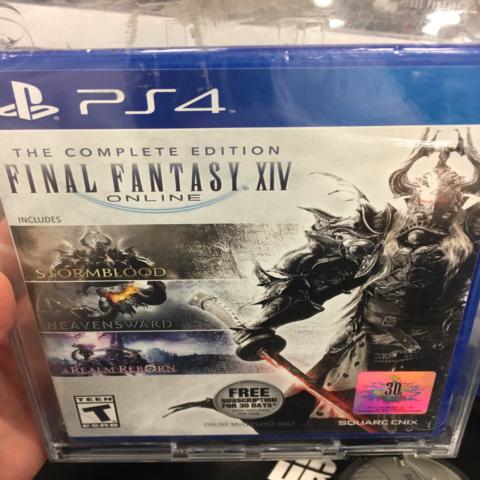 PS4
THE COMPLETE EDITION
FINAL FANTASY XIV
ONLINE
INCLUDES
STORMBLOOD
HEAVENSWARD
A REALM REBORN
TEEN
T
ESRB
FREE
SUBSCRIPTION
FOR 30 DAYS*
ONLINE MULTIPLAYER ONLY
30
SQUARE ENIX